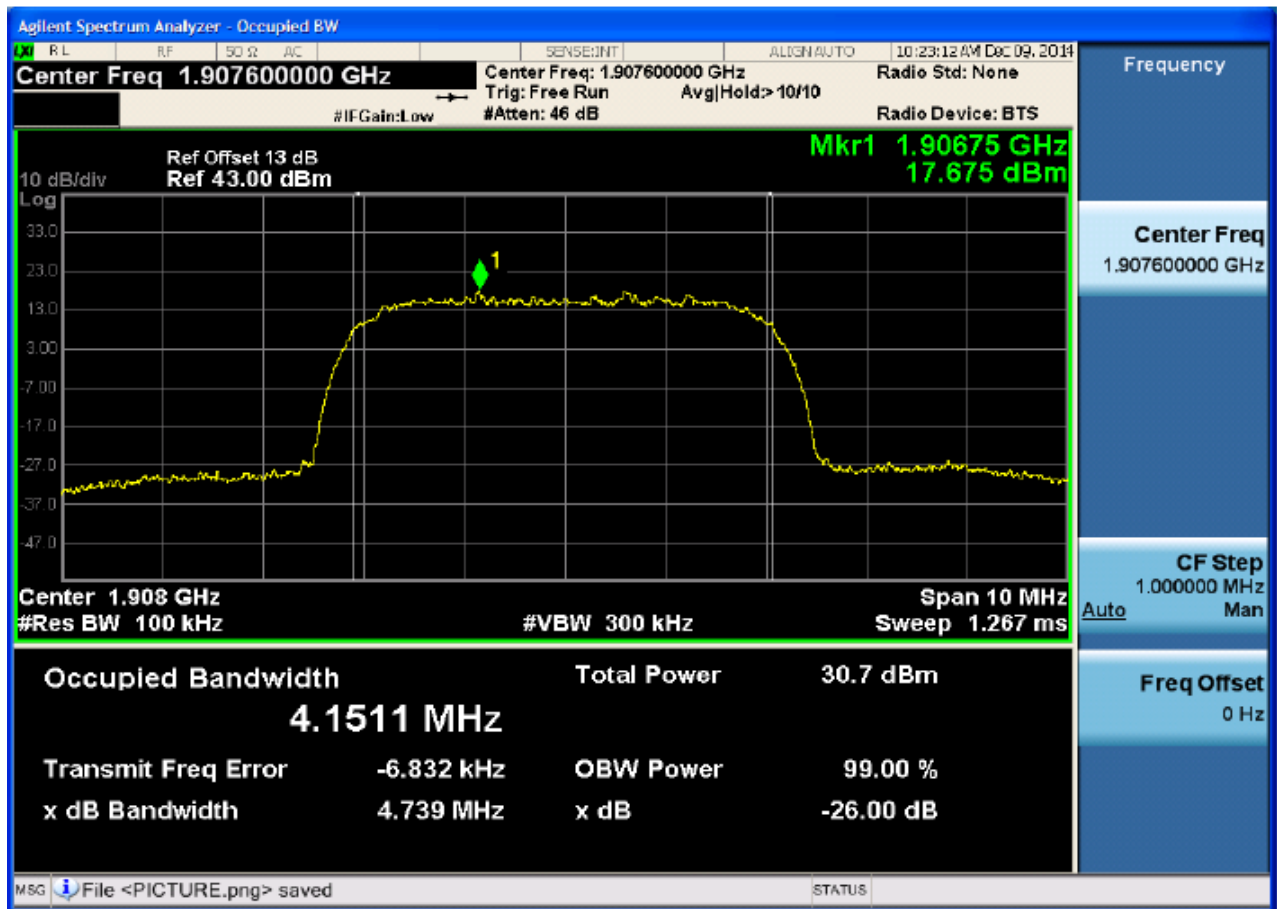 Agilent Spectrum Analyzer - Occupied BW
LXI RL RF 50 Ω AC SENSE:INT ALIGN AUTO 10:23:12 AM Dec 09, 2014
Center Freq 1.907600000 GHz
Center Freq: 1.907600000 GHz
Radio Std: None
Trig: Free Run Avg|Hold:> 10/10
#IFGain:Low #Atten: 46 dB
Radio Device: BTS
Mkr1 1.90675 GHz
17.675 dBm
Ref Offset 13 dB
10 dB/div Ref 43.00 dBm
Log
33.0
23.0
13.0
3.00
-7.00
-17.0
-27.0
-37.0
-47.0
1
Center 1.908 GHz Span 10 MHz
#Res BW 100 kHz #VBW 300 kHz Sweep 1.267 ms
Occupied Bandwidth Total Power 30.7 dBm
4.1511 MHz
Transmit Freq Error -6.832 kHz OBW Power 99.00 %
x dB Bandwidth 4.739 MHz x dB -26.00 dB
Frequency
Center Freq
1.907600000 GHz
CF Step
1.000000 MHz
Auto Man
Freq Offset
0 Hz
MSG File <PICTURE.png> saved STATUS